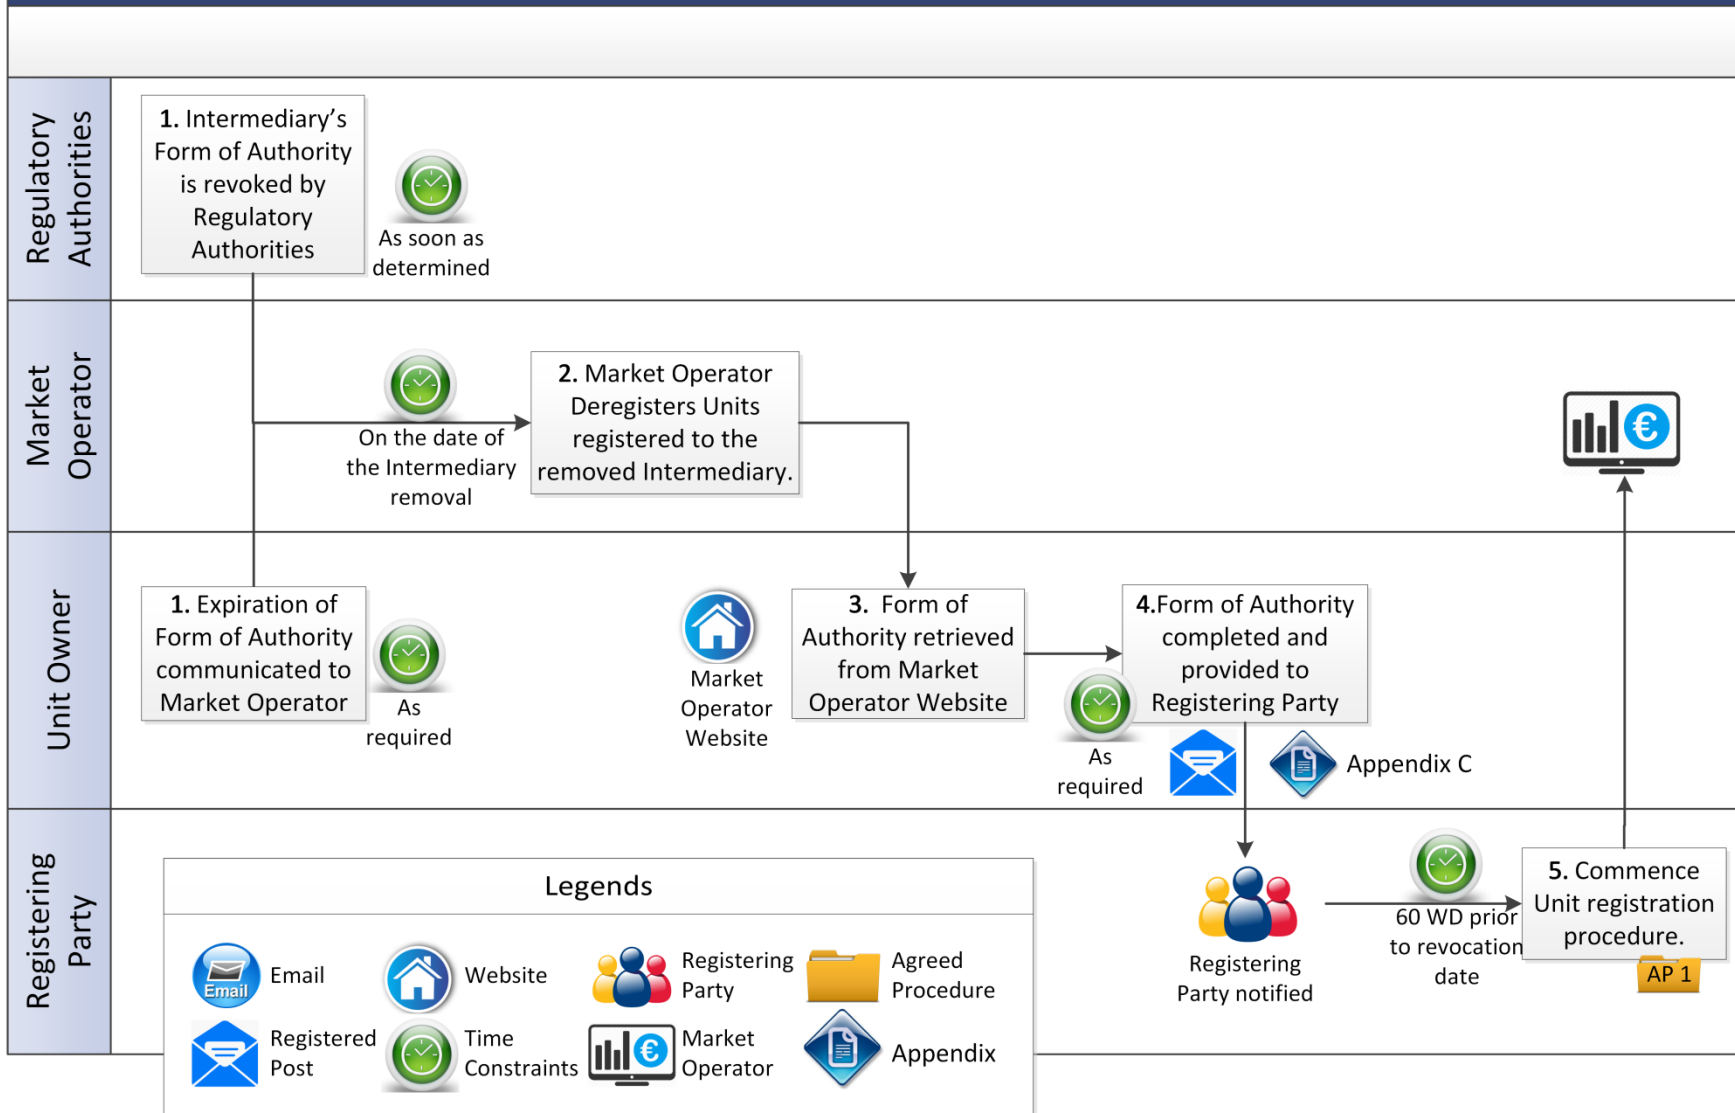 Regulatory
Authorities
1. Intermediary's
Form of Authority
is revoked by
Regulatory
Authorities
As soon as
determined
Market
Operator
On the date of
the Intermediary
removal
2. Market Operator
Deregisters Units
registered to the
removed Intermediary.
€
Unit Owner
1. Expiration of
Form of Authority
communicated to
Market Operator
As
required
Market
Operator
Website
3. Form of
Authority retrieved
from Market
Operator Website
4.Form of Authority
completed and
provided to
Registering Party
As
required
Appendix C
Registering
Party
Registering
Party notified
60 WD prior
to revocation
date
5. Commence
Unit registration
procedure.
AP 1
Legends
Email
Email
Website
Registering
Party
Agreed
Procedure
Registered
Post
Time
Constraints
€
Market
Operator
Appendix